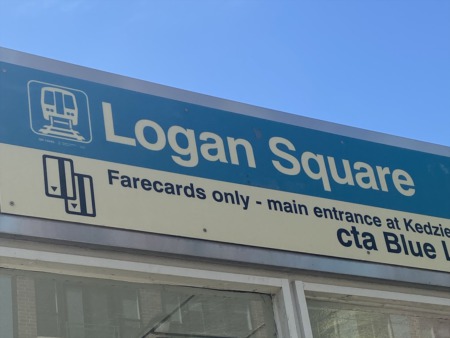 Logan Square
Farecards only - main entrance at Kedzie
cta Blue L